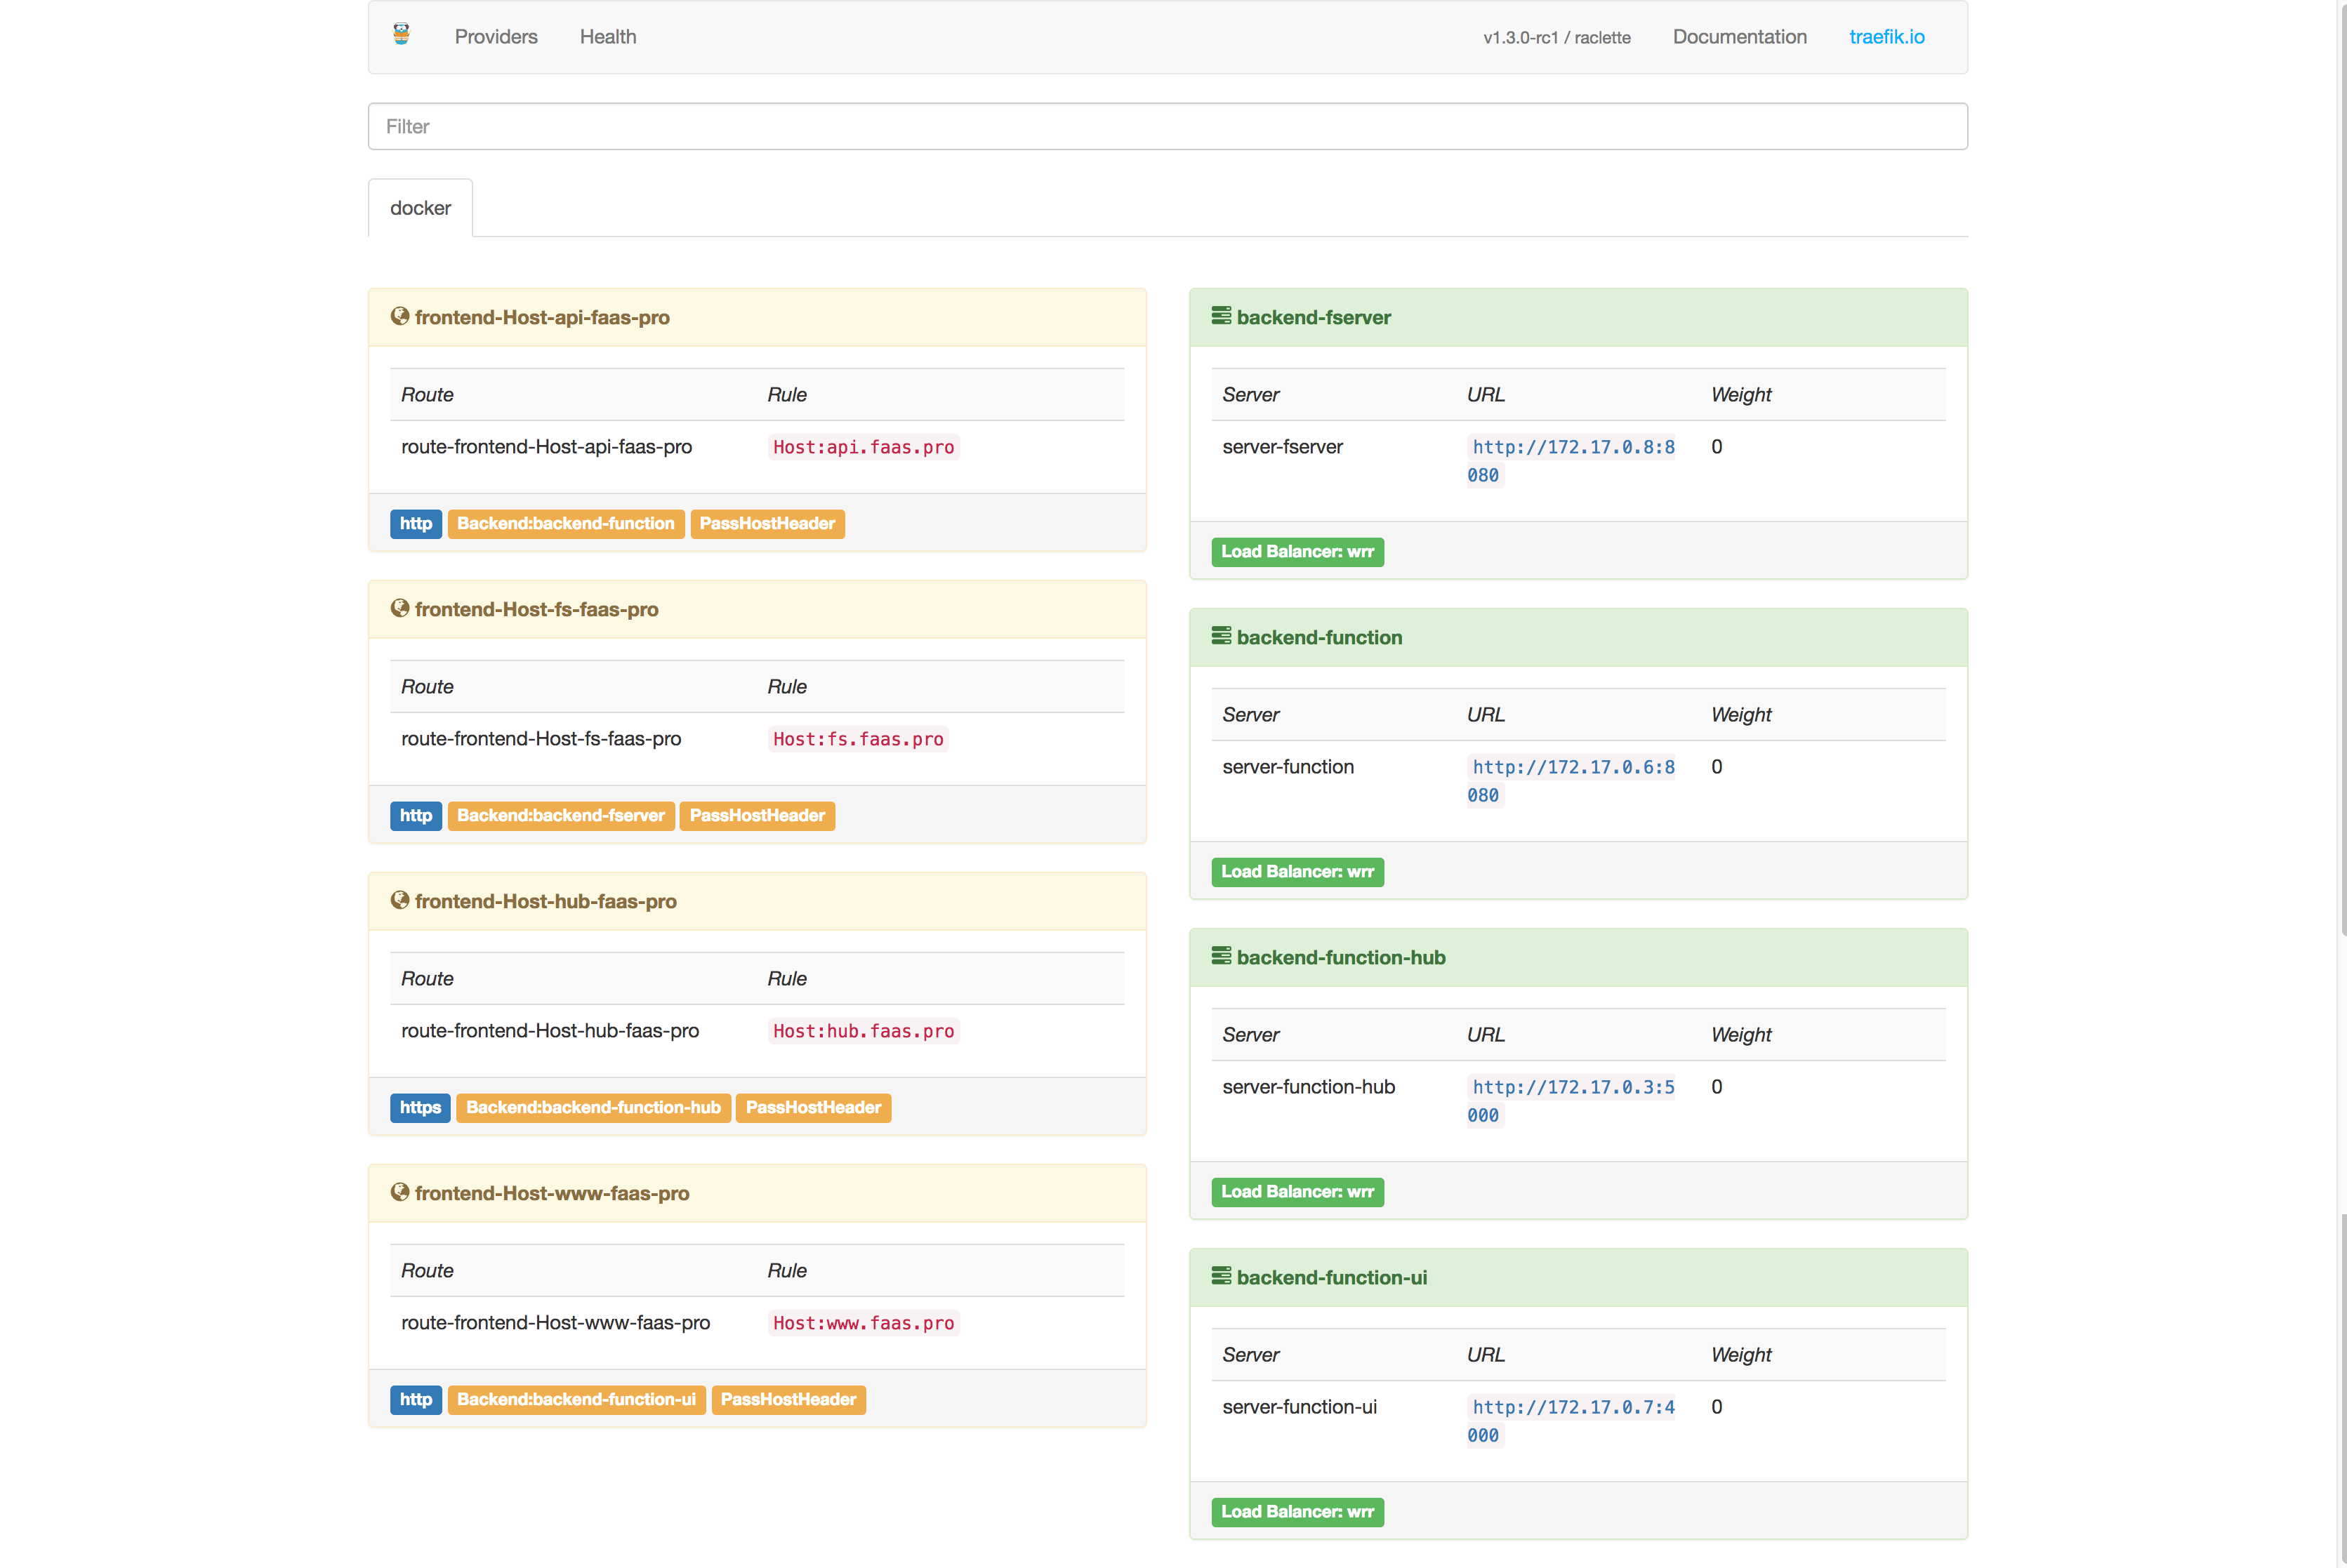 Providers Health v1.3.0-rc1 / raclette Documentation traefik.io
Filter
docker
frontend-Host-api-faas-pro
Route Rule
route-frontend-Host-api-faas-pro Host:api.faas.pro
http Backend:backend-function PassHostHeader
frontend-Host-fs-faas-pro
Route Rule
route-frontend-Host-fs-faas-pro Host:fs.faas.pro
http Backend:backend-fserver PassHostHeader
frontend-Host-hub-faas-pro
Route Rule
route-frontend-Host-hub-faas-pro Host:hub.faas.pro
https Backend:backend-function-hub PassHostHeader
frontend-Host-www-faas-pro
Route Rule
route-frontend-Host-www-faas-pro Host:www.faas.pro
http Backend:backend-function-ui PassHostHeader
backend-fserver
Server URL Weight
server-fserver http://172.17.0.8:8 0
080
Load Balancer: wrr
backend-function
Server URL Weight
server-function http://172.17.0.6:8 0
080
Load Balancer: wrr
backend-function-hub
Server URL Weight
server-function-hub http://172.17.0.3:5 0
000
Load Balancer: wrr
backend-function-ui
Server URL Weight
server-function-ui http://172.17.0.7:4 0
000
Load Balancer: wrr